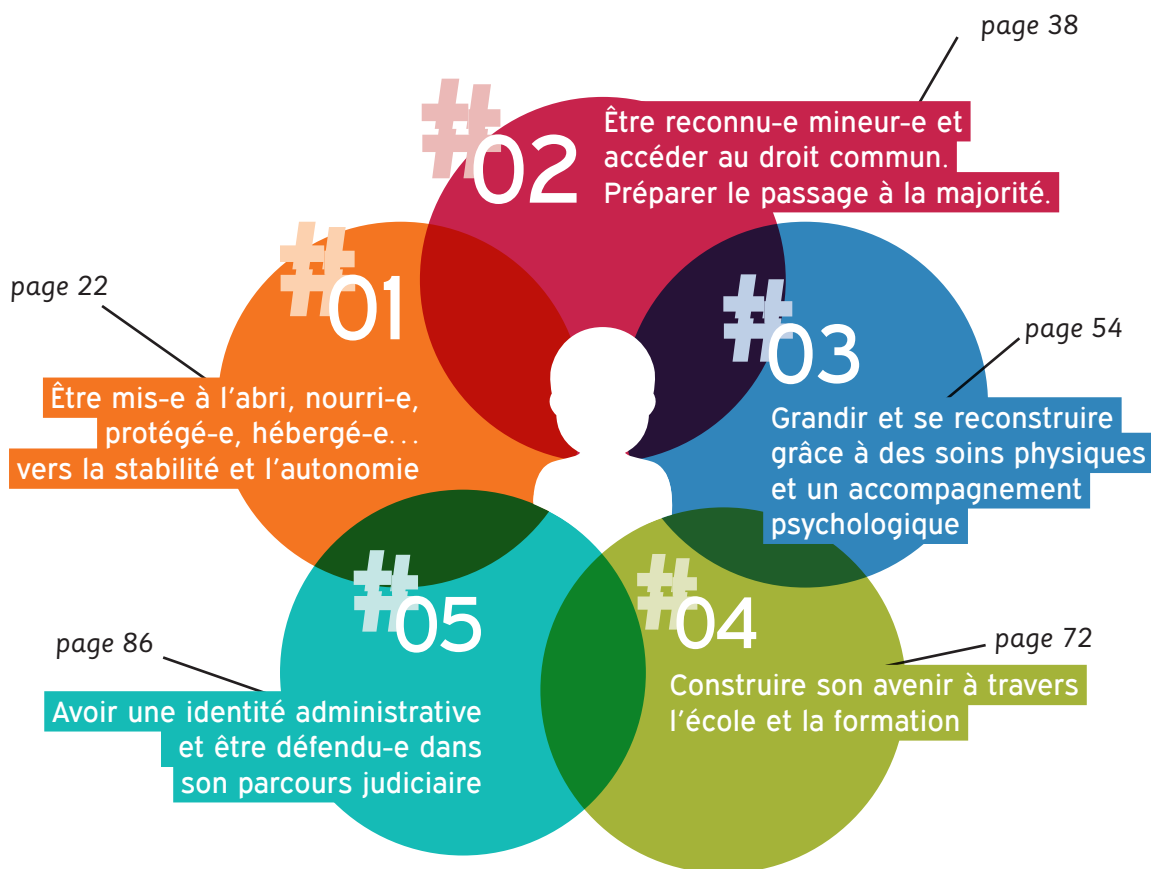 page 22
#01
Être mis-e à l'abri, nourri-e,
protégé-e, hébergé-e...
vers la stabilité et l'autonomie
page 38
#02
Être reconnu-e mineur-e et
accéder au droit commun.
Préparer le passage à la majorité.
page 54
#03
Grandir et se reconstruire
grâce à des soins physiques
et un accompagnement
psychologique
page 72
#04
Construire son avenir à travers
l'école et la formation
page 86
#05
Avoir une identité administrative
et être défendu-e dans
son parcours judiciaire